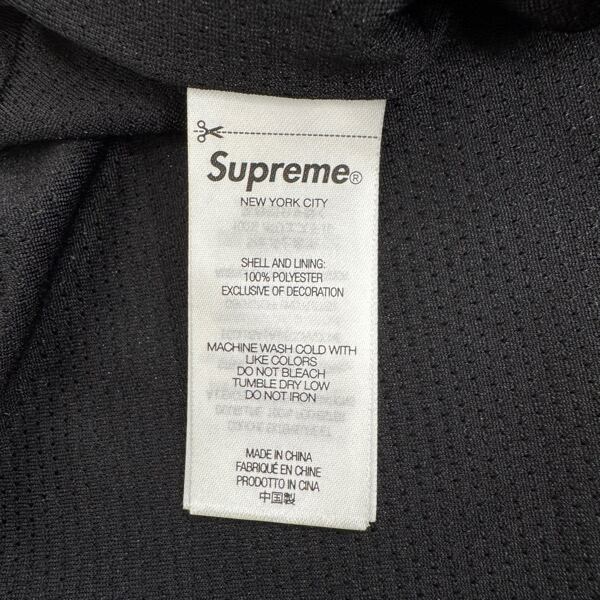 Supreme®
NEW YORK CITY
SHELL AND LINING:
100% POLYESTER
EXCLUSIVE OF DECORATION
MACHINE WASH COLD WITH
LIKE COLORS
DO NOT BLEACH
TUMBLE DRY LOW
DO NOT IRON
MADE IN CHINA
FABRIQUÉ EN CHINE
PRODOTTO IN CINA
中国製